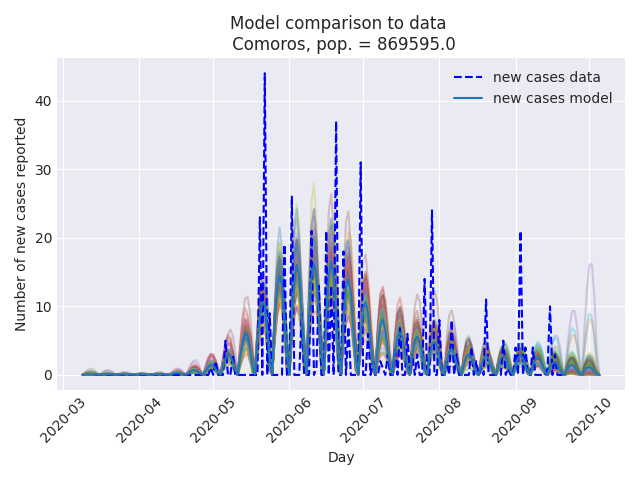 Model comparison to data
Comoros, pop. = 869595.0
Number of new cases reported
40
30
20
10
0
new cases data
new cases model
2020-03
2020-04
2020-05
2020-06
2020-07
2020-08
2020-09
2020-10
Day